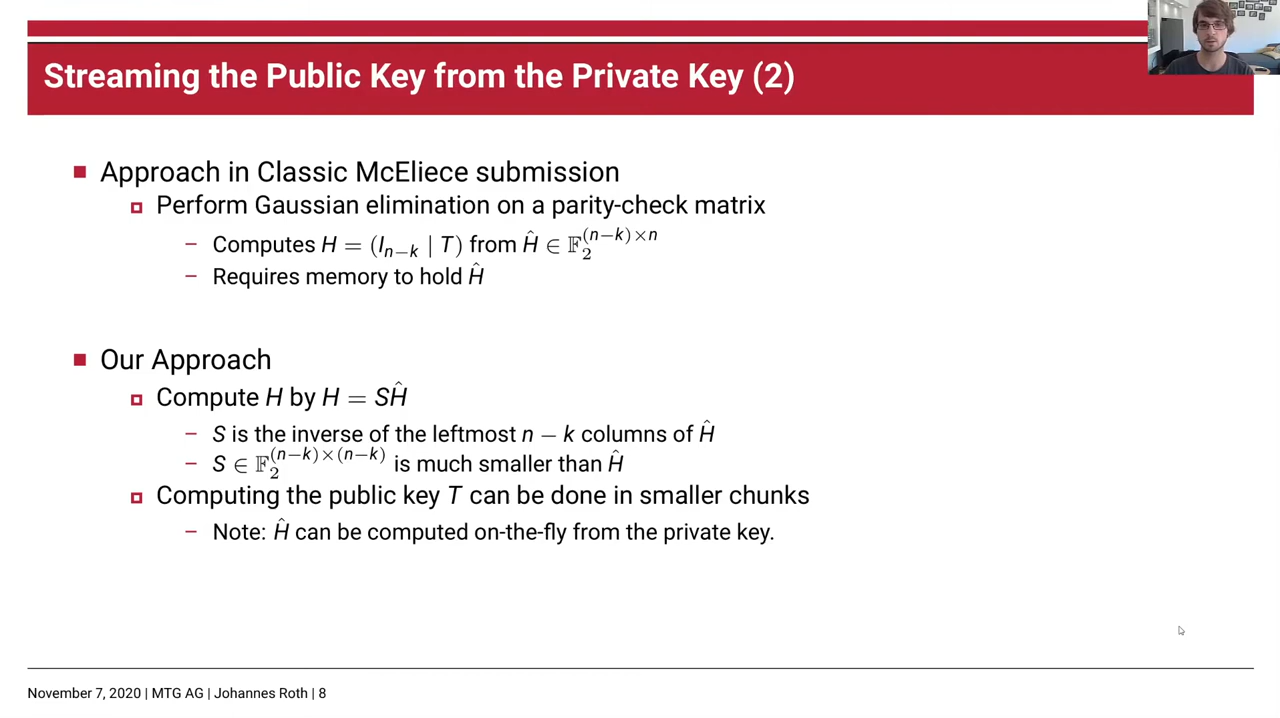 Streaming the Public Key from the Private Key (2)
Approach in Classic McEliece submission
Perform Gaussian elimination on a parity-check matrix
– Computes H = (Iₙ₋ₖ | T) from Ĥ ∈ 𝔽₂^{(n−k)×n}
– Requires memory to hold Ĥ
Our Approach
Compute H by H = SĤ
– S is the inverse of the leftmost n − k columns of Ĥ
– S ∈ 𝔽₂^{(n−k)×(n−k)} is much smaller than Ĥ
Computing the public key T can be done in smaller chunks
– Note: Ĥ can be computed on-the-fly from the private key.
November 7, 2020 | MTG AG | Johannes Roth | 8